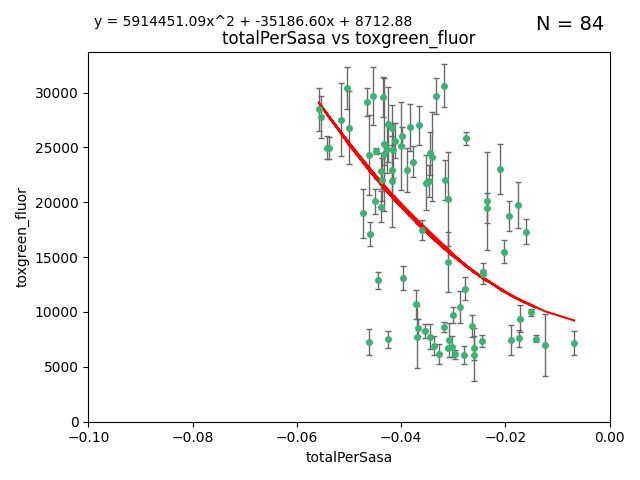 y = 5914451.09x^2 + -35186.60x + 8712.88
N = 84
totalPerSasa vs toxgreen_fluor
30000
25000
20000
15000
10000
5000
0
toxgreen_fluor
−0.10 −0.08 −0.06 −0.04 −0.02 0.00
totalPerSasa